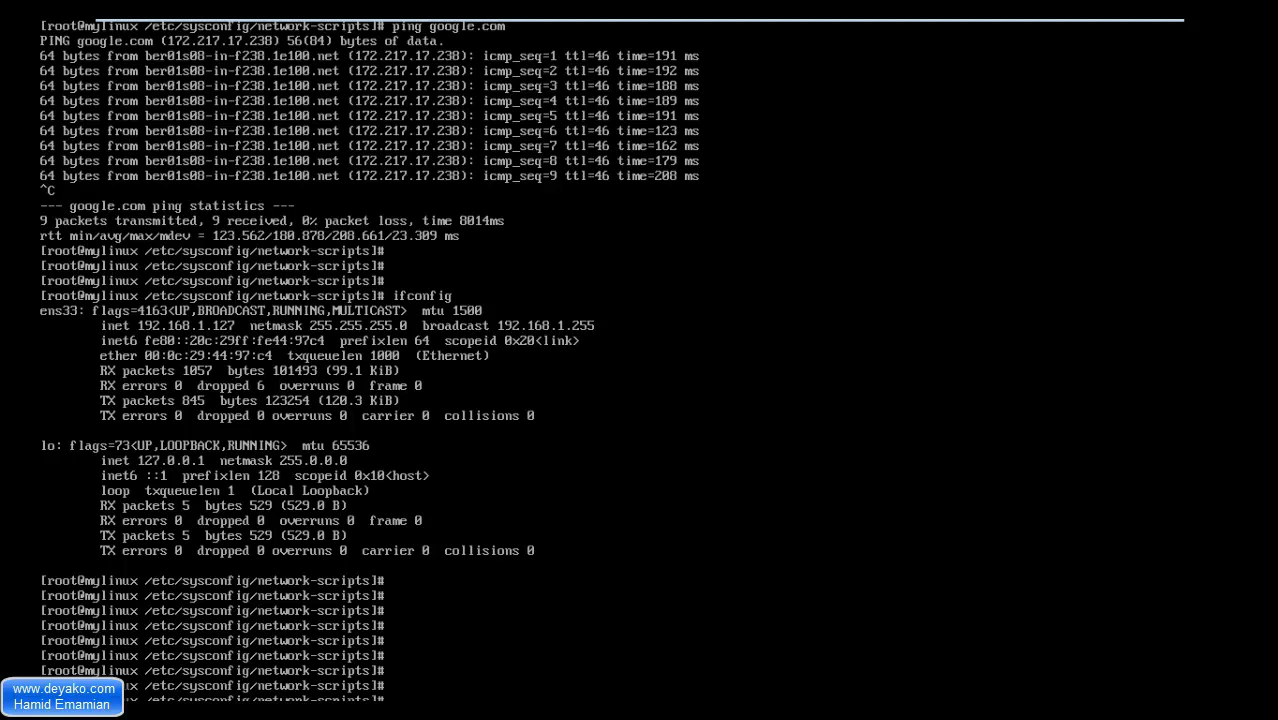 [root@mylinux /etc/sysconfig/network-scripts]# ping google.com
PING google.com (172.217.17.238) 56(84) bytes of data.
64 bytes from ber01s08-in-f238.1e100.net (172.217.17.238): icmp_seq=1 ttl=46 time=191 ms
64 bytes from ber01s08-in-f238.1e100.net (172.217.17.238): icmp_seq=2 ttl=46 time=192 ms
64 bytes from ber01s08-in-f238.1e100.net (172.217.17.238): icmp_seq=3 ttl=46 time=188 ms
64 bytes from ber01s08-in-f238.1e100.net (172.217.17.238): icmp_seq=4 ttl=46 time=189 ms
64 bytes from ber01s08-in-f238.1e100.net (172.217.17.238): icmp_seq=5 ttl=46 time=191 ms
64 bytes from ber01s08-in-f238.1e100.net (172.217.17.238): icmp_seq=6 ttl=46 time=123 ms
64 bytes from ber01s08-in-f238.1e100.net (172.217.17.238): icmp_seq=7 ttl=46 time=162 ms
64 bytes from ber01s08-in-f238.1e100.net (172.217.17.238): icmp_seq=8 ttl=46 time=179 ms
64 bytes from ber01s08-in-f238.1e100.net (172.217.17.238): icmp_seq=9 ttl=46 time=208 ms
^C
--- google.com ping statistics ---
9 packets transmitted, 9 received, 0% packet loss, time 8014ms
rtt min/avg/max/mdev = 123.562/180.878/208.661/23.309 ms
[root@mylinux /etc/sysconfig/network-scripts]#
[root@mylinux /etc/sysconfig/network-scripts]#
[root@mylinux /etc/sysconfig/network-scripts]#
[root@mylinux /etc/sysconfig/network-scripts]# ifconfig
ens33: flags=4163<UP,BROADCAST,RUNNING,MULTICAST>  mtu 1500
        inet 192.168.1.127  netmask 255.255.255.0  broadcast 192.168.1.255
        inet6 fe80::20c:29ff:fe44:97c4  prefixlen 64  scopeid 0x20<link>
        ether 00:0c:29:44:97:c4  txqueuelen 1000  (Ethernet)
        RX packets 1057  bytes 101493 (99.1 KiB)
        RX errors 0  dropped 6  overruns 0  frame 0
        TX packets 845  bytes 123254 (120.3 KiB)
        TX errors 0  dropped 0 overruns 0  carrier 0  collisions 0
lo: flags=73<UP,LOOPBACK,RUNNING>  mtu 65536
        inet 127.0.0.1  netmask 255.0.0.0
        inet6 ::1  prefixlen 128  scopeid 0x10<host>
        loop  txqueuelen 1  (Local Loopback)
        RX packets 5  bytes 529 (529.0 B)
        RX errors 0  dropped 0  overruns 0  frame 0
        TX packets 5  bytes 529 (529.0 B)
        TX errors 0  dropped 0 overruns 0  carrier 0  collisions 0
[root@mylinux /etc/sysconfig/network-scripts]#
[root@mylinux /etc/sysconfig/network-scripts]#
[root@mylinux /etc/sysconfig/network-scripts]#
[root@mylinux /etc/sysconfig/network-scripts]#
[root@mylinux /etc/sysconfig/network-scripts]#
[root@mylinux /etc/sysconfig/network-scripts]#
[root@mylinux /etc/sysconfig/network-scripts]#
[root@mylinux /etc/sysconfig/network-scripts]#
[root@mylinux /etc/sysconfig/network-scripts]#
www.deyako.com
Hamid Emamian